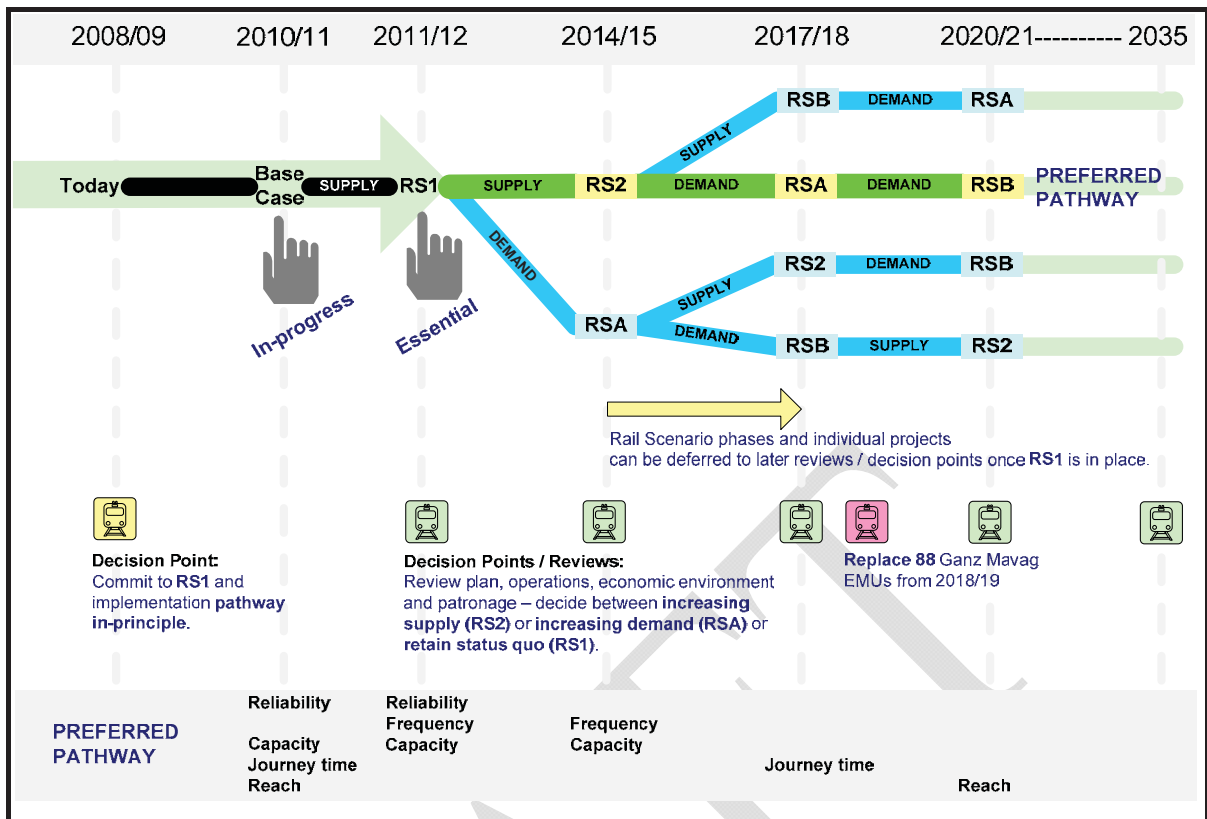 2008/09 2010/11 2011/12 2014/15 2017/18 2020/21---------- 2035
RSB DEMAND RSA
SUPPLY
Today Base Case SUPPLY RS1 SUPPLY RS2 DEMAND RSA DEMAND RSB PREFERRED PATHWAY
DEMAND
RS2 DEMAND RSB
SUPPLY
RSA
DEMAND
RSB SUPPLY RS2
In-progress
Essential
Rail Scenario phases and individual projects
can be deferred to later reviews / decision points once RS1 is in place.
Decision Point:
Commit to RS1 and
implementation pathway
in-principle.
Decision Points / Reviews:
Review plan, operations, economic environment
and patronage – decide between increasing
supply (RS2) or increasing demand (RSA) or
retain status quo (RS1).
Replace 88 Ganz Mavag
EMUs from 2018/19
PREFERRED
PATHWAY
Reliability
Capacity
Journey time
Reach
Reliability
Frequency
Capacity
Frequency
Capacity
Journey time
Reach